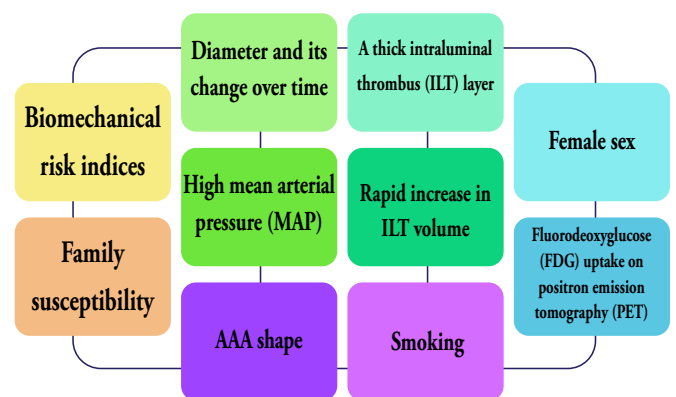 Diameter and its
change over time
A thick intraluminal
thrombus (ILT) layer
Biomechanical
risk indices
Female sex
High mean arterial
pressure (MAP)
Rapid increase in
ILT volume
Family
susceptibility
Fluorodeoxyglucose
(FDG) uptake on
positron emission
tomography (PET)
AAA shape
Smoking